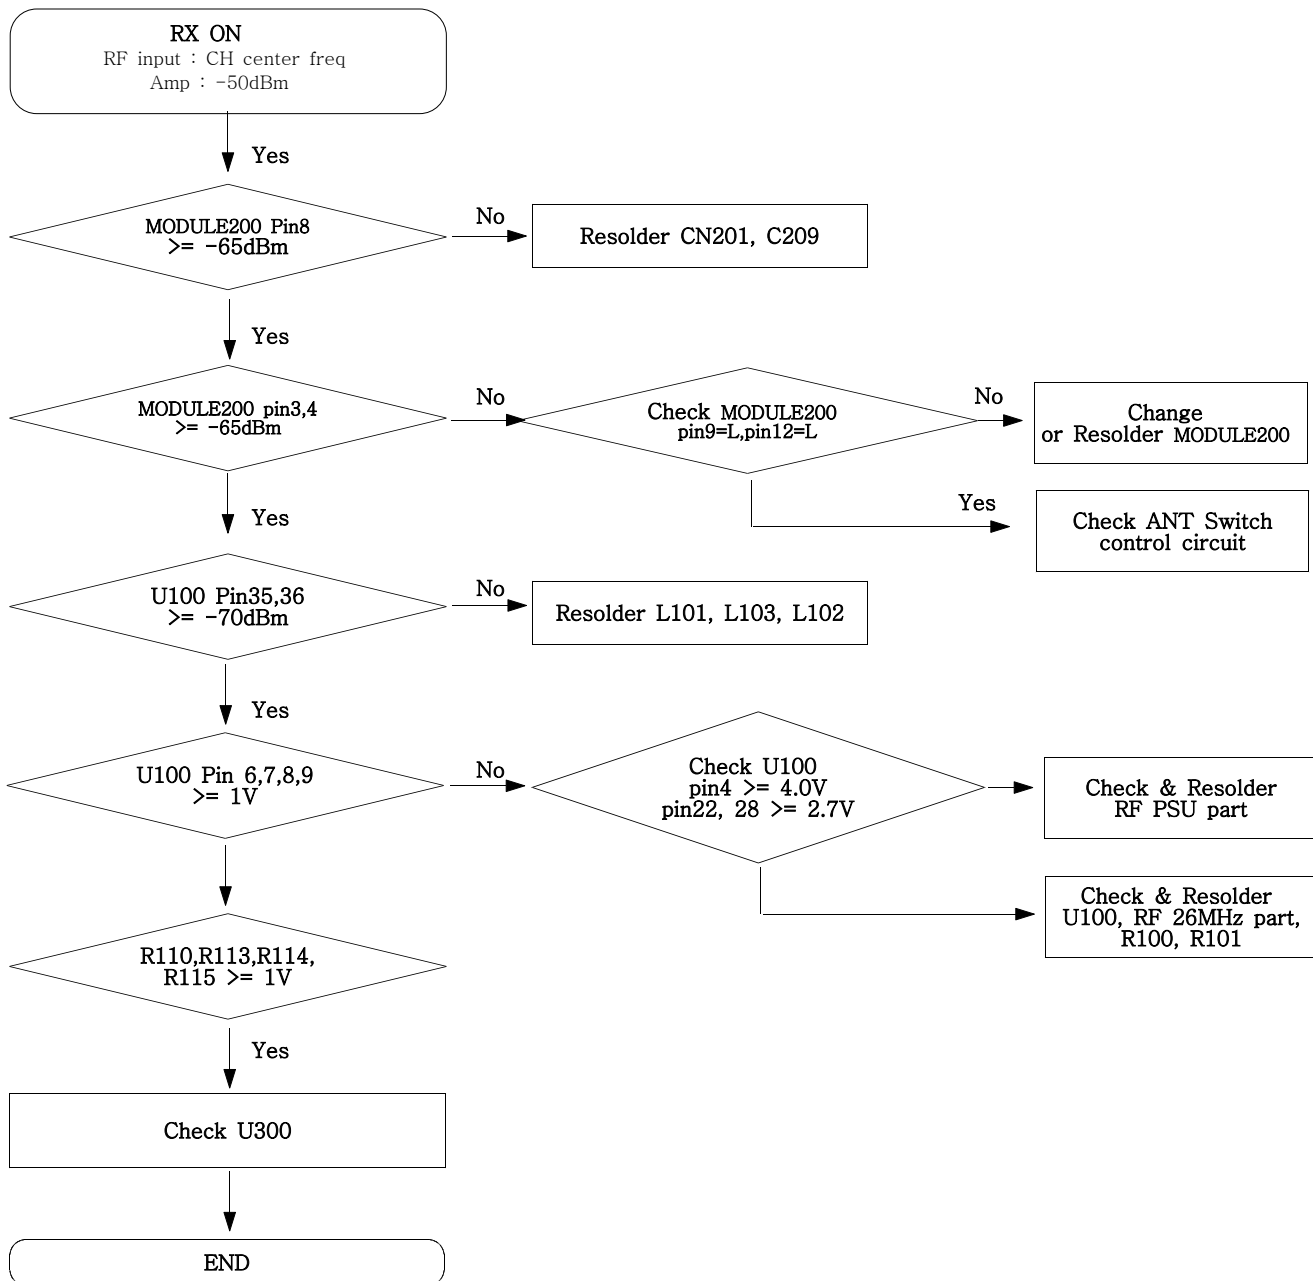 RX ON
RF input : CH center freq
Amp : -50dBm
Yes
MODULE200 Pin8
>= -65dBm
No
Resolder CN201, C209
Yes
MODULE200 pin3,4
>= -65dBm
No
Check MODULE200
pin9=L,pin12=L
No
Change
or Resolder MODULE200
Yes
Check ANT Switch
control circuit
Yes
U100 Pin35,36
>= -70dBm
No
Resolder L101, L103, L102
Yes
U100 Pin 6,7,8,9
>= 1V
No
Check U100
pin4 >= 4.0V
pin22, 28 >= 2.7V
Check & Resolder
RF PSU part
Check & Resolder
U100, RF 26MHz part,
R100, R101
R110,R113,R114,
R115 >= 1V
Yes
Check U300
END